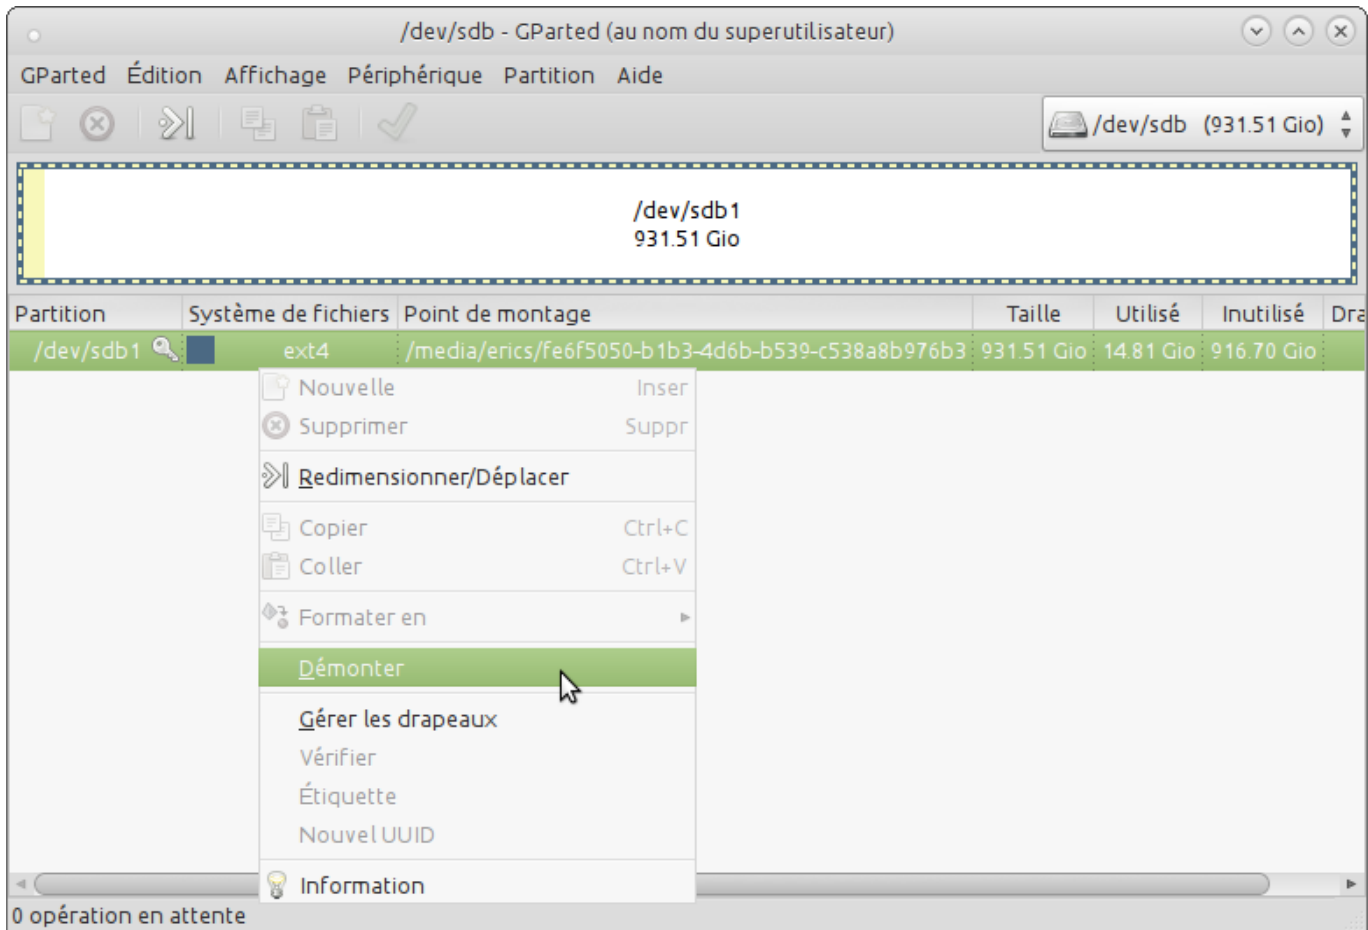 /dev/sdb - GParted (au nom du superutilisateur)
GParted Édition Affichage Périphérique Partition Aide
/dev/sdb (931.51 Gio)
/dev/sdb1
931.51 Gio
Partition Système de fichiers Point de montage Taille Utilisé Inutilisé Dra
/dev/sdb1 ext4 /media/erics/fe6f5050-b1b3-4d6b-b539-c538a8b976b3 931.51 Gio 14.81 Gio 916.70 Gio
Nouvelle Inser
Supprimer Suppr
Redimensionner/Déplacer
Copier Ctrl+C
Coller Ctrl+V
Formater en
Démonter
Gérer les drapeaux
Vérifier
Étiquette
Nouvel UUID
Information
0 opération en attente